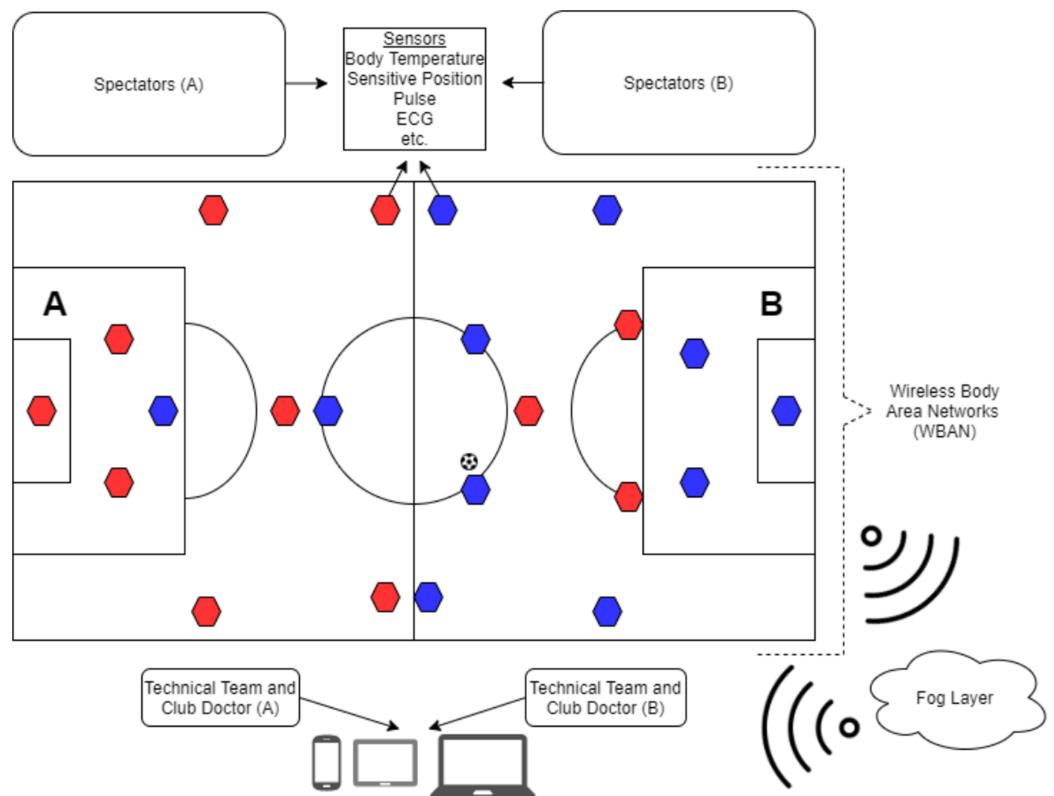 Spectators (A)
Sensors
Body Temperature
Sensitive Position
Pulse
ECG
etc.
Spectators (B)
A
B
Wireless Body
Area Networks
(WBAN)
Technical Team and
Club Doctor (A)
Technical Team and
Club Doctor (B)
Fog Layer